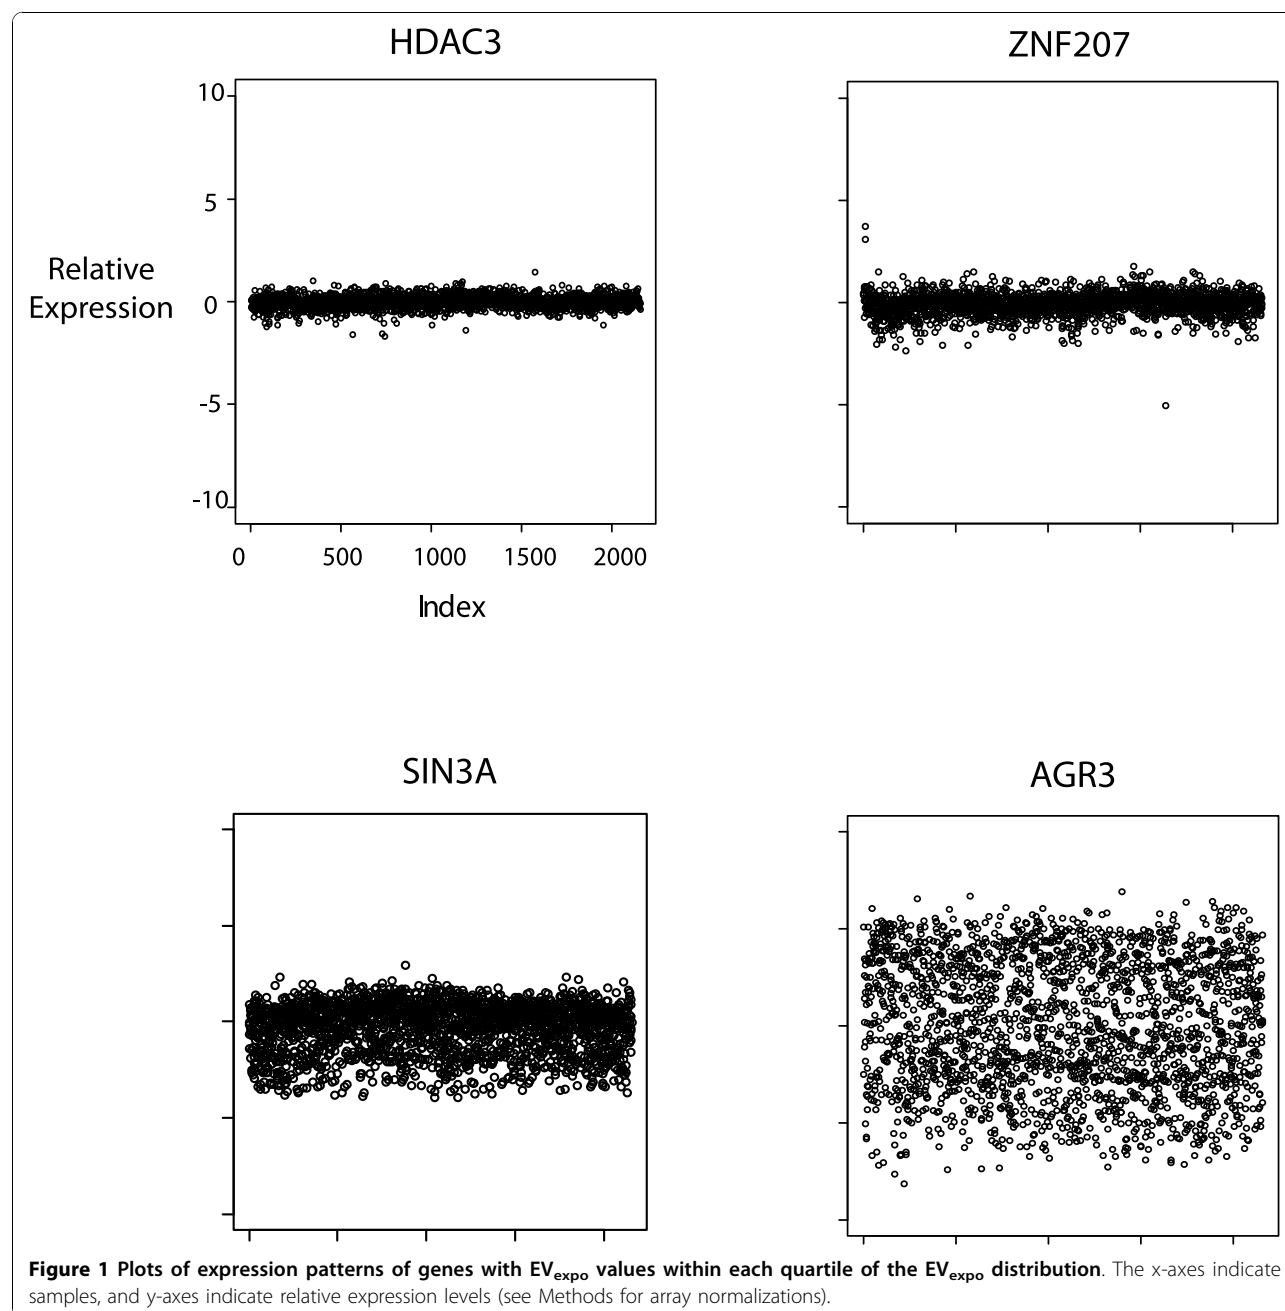 HDAC3
ZNF207
10
5
Relative
Expression
0
-5
-10
0 500 1000 1500 2000
Index
SIN3A
AGR3
Figure 1 Plots of expression patterns of genes with EVexpo values within each quartile of the EVexpo distribution. The x-axes indicate
samples, and y-axes indicate relative expression levels (see Methods for array normalizations).